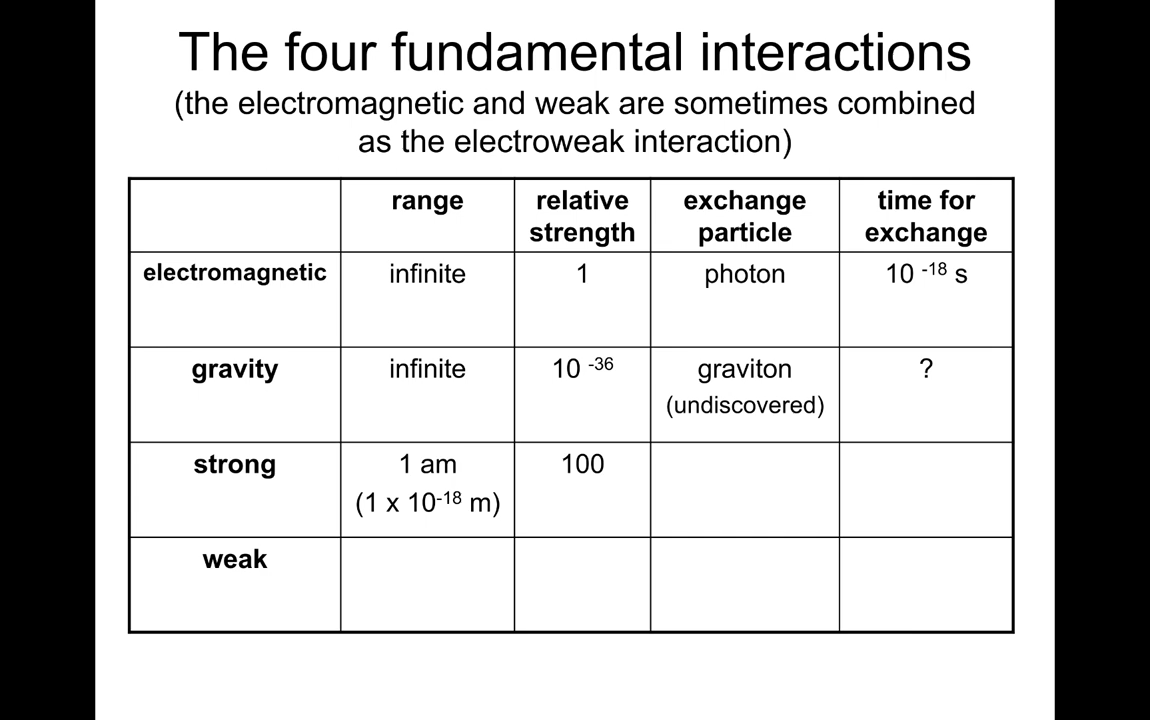 The four fundamental interactions
(the electromagnetic and weak are sometimes combined
as the electroweak interaction)
range
relative
strength
exchange
particle
time for
exchange
electromagnetic
infinite
1
photon
10 -18 s
gravity
infinite
10 -36
graviton
(undiscovered)
?
strong
1 am
(1 x 10-18 m)
100
weak